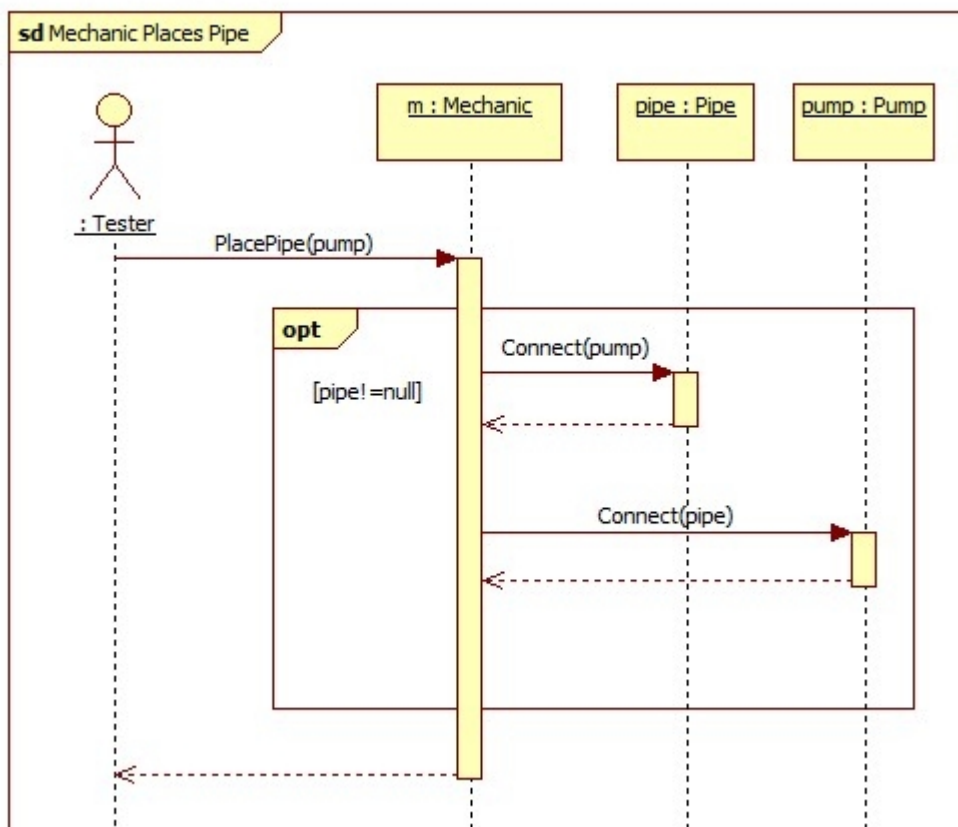 sd Mechanic Places Pipe
m : Mechanic
pipe : Pipe
pump : Pump
: Tester
PlacePipe(pump)
opt
Connect(pump)
[pipe!=null]
Connect(pipe)